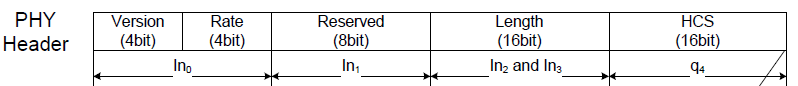 PHY Header
Version (4bit)
Rate (4bit)
Reserved (8bit)
Length (16bit)
HCS (16bit)
In₀
In₁
In₂ and In₃
q₄